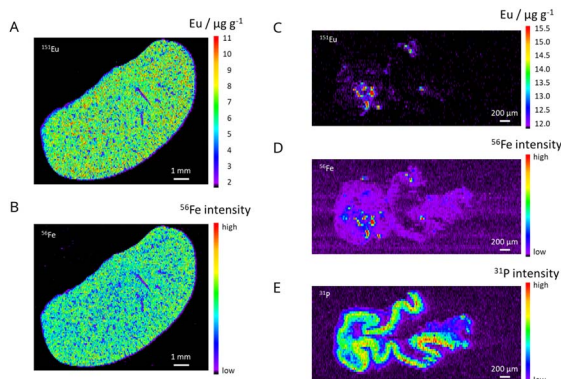 A
Eu / μg g⁻¹
¹⁵¹Eu
11
10
9
8
7
6
5
4
3
2
1 mm
B
⁵⁶Fe intensity
⁵⁶Fe
high
low
1 mm
C
Eu / μg g⁻¹
¹⁵¹Eu
15.5
15.0
14.5
14.0
13.5
13.0
12.5
12.0
200 μm
D
⁵⁶Fe intensity
⁵⁶Fe
high
low
200 μm
E
³¹P intensity
³¹P
high
low
200 μm